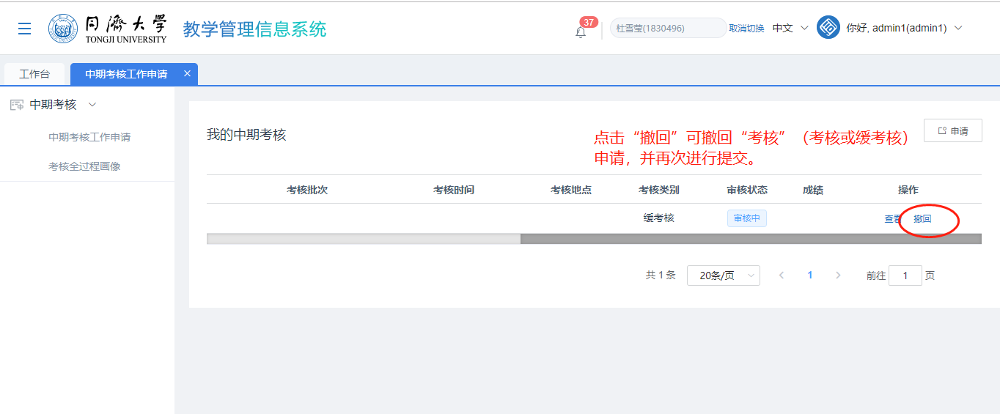 同濟大学
TONGJI UNIVERSITY
教学管理信息系统
37
杜雪莹(1830496)
取消切换
中文
你好, admin1(admin1)
工作台
中期考核工作申请
中期考核
中期考核工作申请
考核全过程画像
我的中期考核
点击“撤回”可撤回“考核”（考核或缓考核）
申请，并再次进行提交。
申请
考核批次 考核时间 考核地点 考核类别 审核状态 成绩 操作
缓考核 审核中 查看 撤回
共 1 条 20条/页 1 前往 1 页